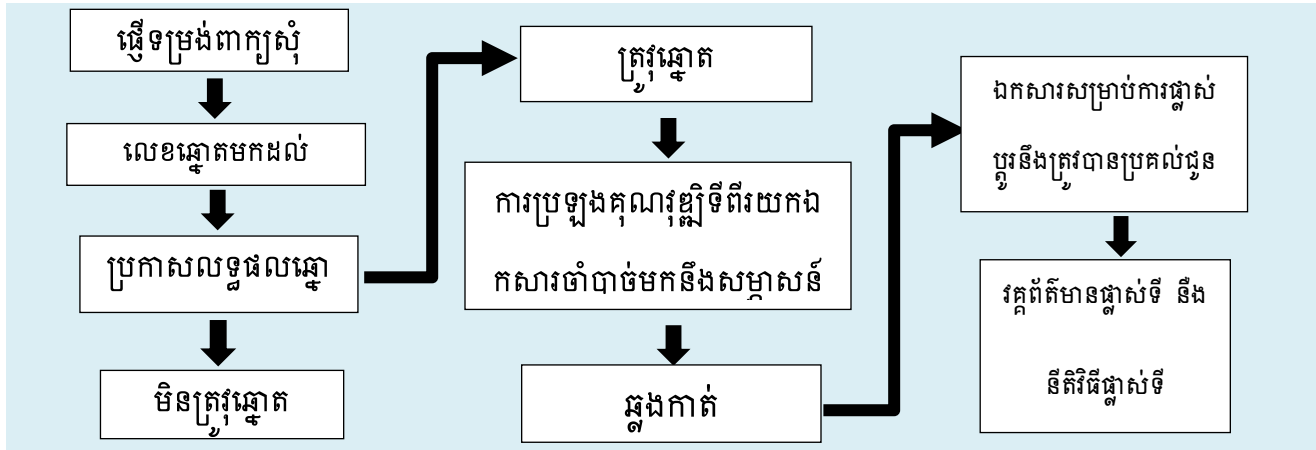 ផ្ញើទម្រង់ពាក្យសុំ
លេខឆ្នោតមកដល់
ប្រកាសលទ្ធផលឆ្នោ
មិនត្រូវុឆ្នោត
ត្រូវុឆ្នោត
ការប្រឡងគុណវុឌ្ឍិទីពីរយកឯ
កសារចាំបាច់មកនឹងសម្ភាសន៍
ឆ្លងកាត់
ឯកសារសម្រាប់ការផ្លាស់
ប្តូរនឹងត្រូវបានប្រគល់ជូន
វគ្គព័ត៌មានផ្លាស់ទី នឹង
នីតិវិធីផ្លាស់ទី